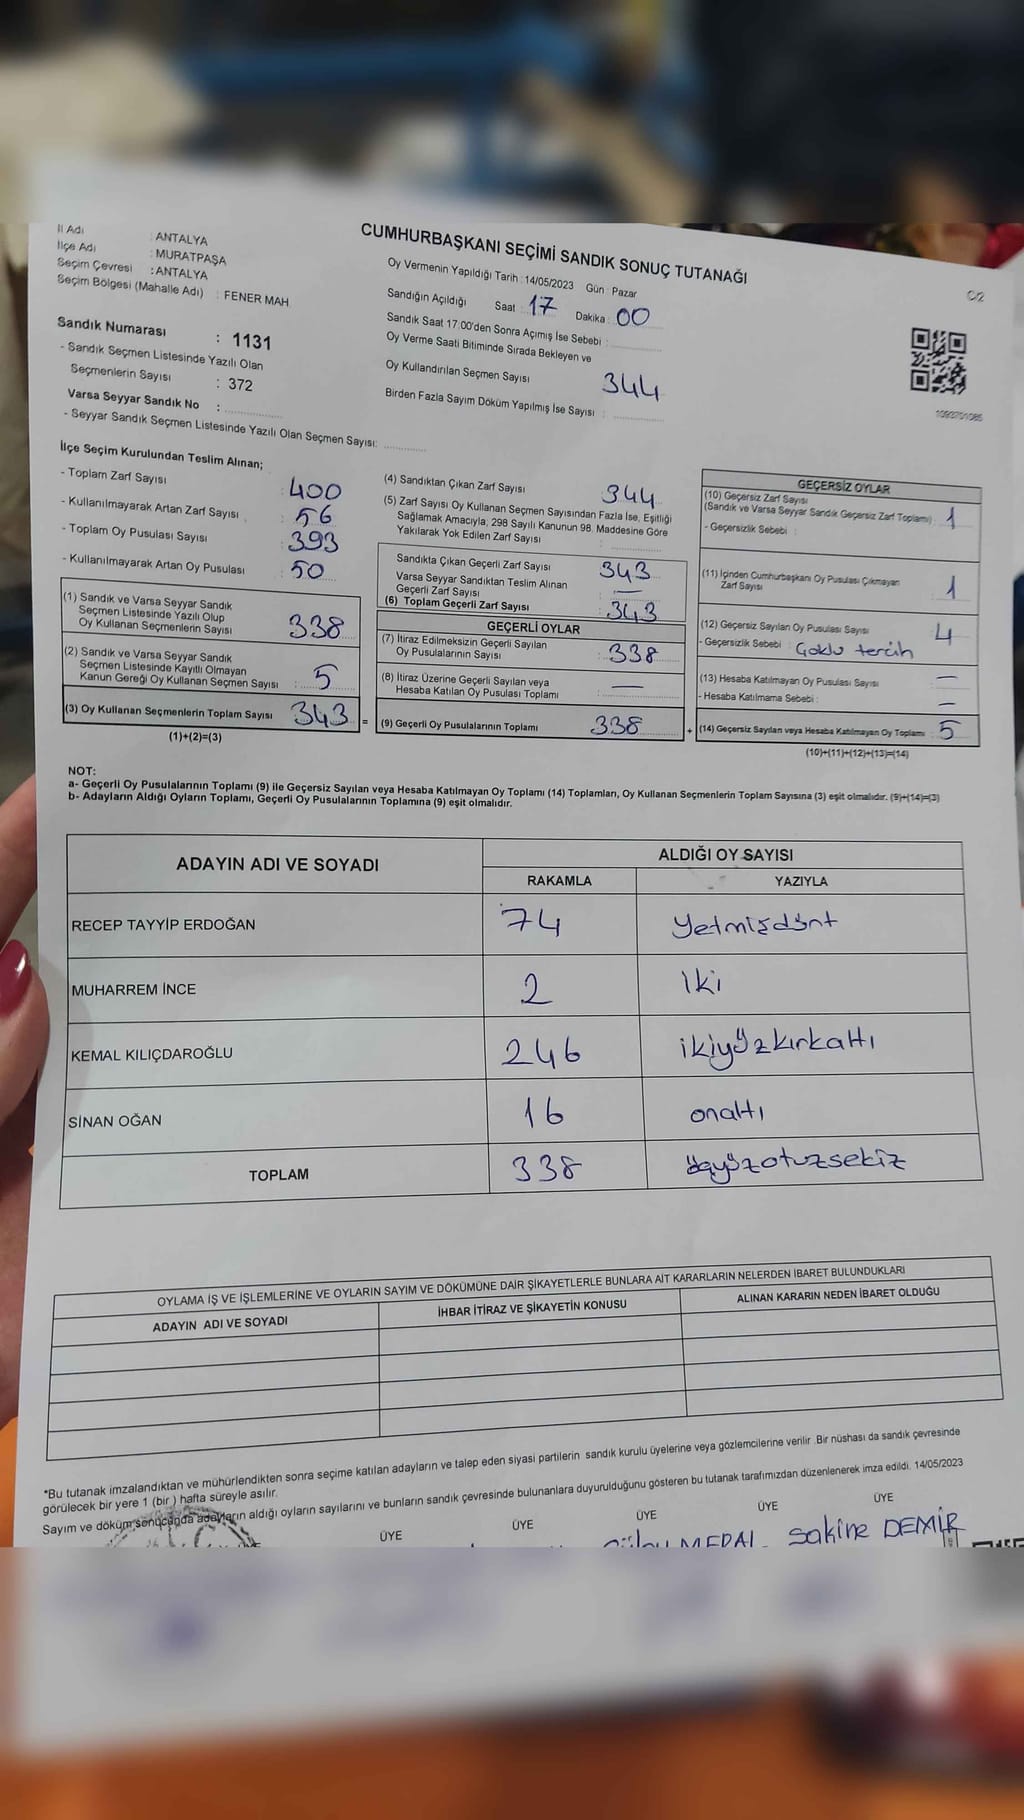 CUMHURBAŞKANI SEÇİMİ SANDIK SONUÇ TUTANAĞI
İl Adı : ANTALYA
İlçe Adı : MURATPAŞA
Seçim Çevresi : ANTALYA
Seçim Bölgesi (Mahalle Adı) : FENER MAH.
Sandık Numarası : 1131
- Sandık Seçmen Listesinde Yazılı Olan
Seçmenlerin Sayısı : 372
Varsa Seyyar Sandık No :
- Seyyar Sandık Seçmen Listesinde Yazılı Olan Seçmen Sayısı:
Oy Vermenin Yapıldığı Tarih : 14/05/2023 Gün : Pazar
Sandığın Açıldığı Saat : 17 Dakika : 00
Sandık Saat 17:00'den Sonra Açımış İse Sebebi :
Oy Verme Saati Bitiminde Sırada Bekleyen ve
Oy Kullandırılan Seçmen Sayısı 344
Birden Fazla Sayım Döküm Yapılmış İse Sayısı :
C/2
1093701085
İlçe Seçim Kurulundan Teslim Alınan;
- Toplam Zarf Sayısı : 400
- Kullanılmayarak Artan Zarf Sayısı : 56
- Toplam Oy Pusulası Sayısı : 393
- Kullanılmayarak Artan Oy Pusulası : 50
(1) Sandık ve Varsa Seyyar Sandık
Seçmen Listesinde Yazılı Olup
Oy Kullanan Seçmenlerin Sayısı 338
(2) Sandık ve Varsa Seyyar Sandık
Seçmen Listesinde Kayıtlı Olmayan
Kanun Gereği Oy Kullanan Seçmen Sayısı : 5
(3) Oy Kullanan Seçmenlerin Toplam Sayısı 343 =
(1)+(2)=(3)
(4) Sandıktan Çıkan Zarf Sayısı 344
(5) Zarf Sayısı Oy Kullanan Seçmen Sayısından Fazla İse, Eşitliği
Sağlamak Amacıyla, 298 Sayılı Kanunun 98. Maddesine Göre
Yakılarak Yok Edilen Zarf Sayısı :
Sandıkta Çıkan Geçerli Zarf Sayısı 343
Varsa Seyyar Sandıktan Teslim Alınan
Geçerli Zarf Sayısı —
(6) Toplam Geçerli Zarf Sayısı : 343
GEÇERLİ OYLAR
(7) İtiraz Edilmeksizin Geçerli Sayılan
Oy Pusulalarının Sayısı : 338
(8) İtiraz Üzerine Geçerli Sayılan veya
Hesaba Katılan Oy Pusulası Toplamı : —
(9) Geçerli Oy Pusulalarının Toplamı 338 +
GEÇERSİZ OYLAR
(10) Geçersiz Zarf Sayısı
(Sandık ve Varsa Seyyar Sandık Geçersiz Zarf Toplamı) : 1
- Geçersizlik Sebebi :
(11) İçinden Cumhurbaşkanı Oy Pusulası Çıkmayan
Zarf Sayısı 1
(12) Geçersiz Sayılan Oy Pusulası Sayısı 4
- Geçersizlik Sebebi : Çoklu tercih
(13) Hesaba Katılmayan Oy Pusulası Sayısı —
- Hesaba Katılmama Sebebi : —
(14) Geçersiz Sayılan veya Hesaba Katılmayan Oy Toplamı 5
(10)+(11)+(12)+(13)=(14)
NOT:
a- Geçerli Oy Pusulalarının Toplamı (9) ile Geçersiz Sayılan veya Hesaba Katılmayan Oy Toplamı (14) Toplamları, Oy Kullanan Seçmenlerin Toplam Sayısına (3) eşit olmalıdır. (9)+(14)=(3)
b- Adayların Aldığı Oyların Toplamı, Geçerli Oy Pusulalarının Toplamına (9) eşit olmalıdır.
ADAYIN ADI VE SOYADI ALDIĞI OY SAYISI
RAKAMLA YAZIYLA
RECEP TAYYİP ERDOĞAN 74 Yetmişdört
MUHARREM İNCE 2 İki
KEMAL KILIÇDAROĞLU 246 ikiyüzkırkaltı
SİNAN OĞAN 16 onaltı
TOPLAM 338 üçyüzotuzsekiz
OYLAMA İŞ VE İŞLEMLERİNE VE OYLARIN SAYIM VE DÖKÜMÜNE DAİR ŞİKAYETLERLE BUNLARA AİT KARARLARIN NELERDEN İBARET BULUNDUKLARI
ADAYIN ADI VE SOYADI İHBAR İTİRAZ VE ŞİKAYETİN KONUSU ALINAN KARARIN NEDEN İBARET OLDUĞU
*Bu tutanak imzalandıktan ve mühürlendikten sonra seçime katılan adayların ve talep eden siyasi partilerin sandık kurulu üyelerine veya gözlemcilerine verilir .Bir nüshası da sandık çevresinde
görülecek bir yere 1 (bir ) hafta süreyle asılır.
Sayım ve döküm sonucunda adayların aldığı oyların sayılarını ve bunların sandık çevresinde bulunanlara duyurulduğunu gösteren bu tutanak tarafımızdan düzenlenerek imza edildi. 14/05/2023
ÜYE ÜYE ÜYE ÜYE ÜYE
Sakine DEMİR